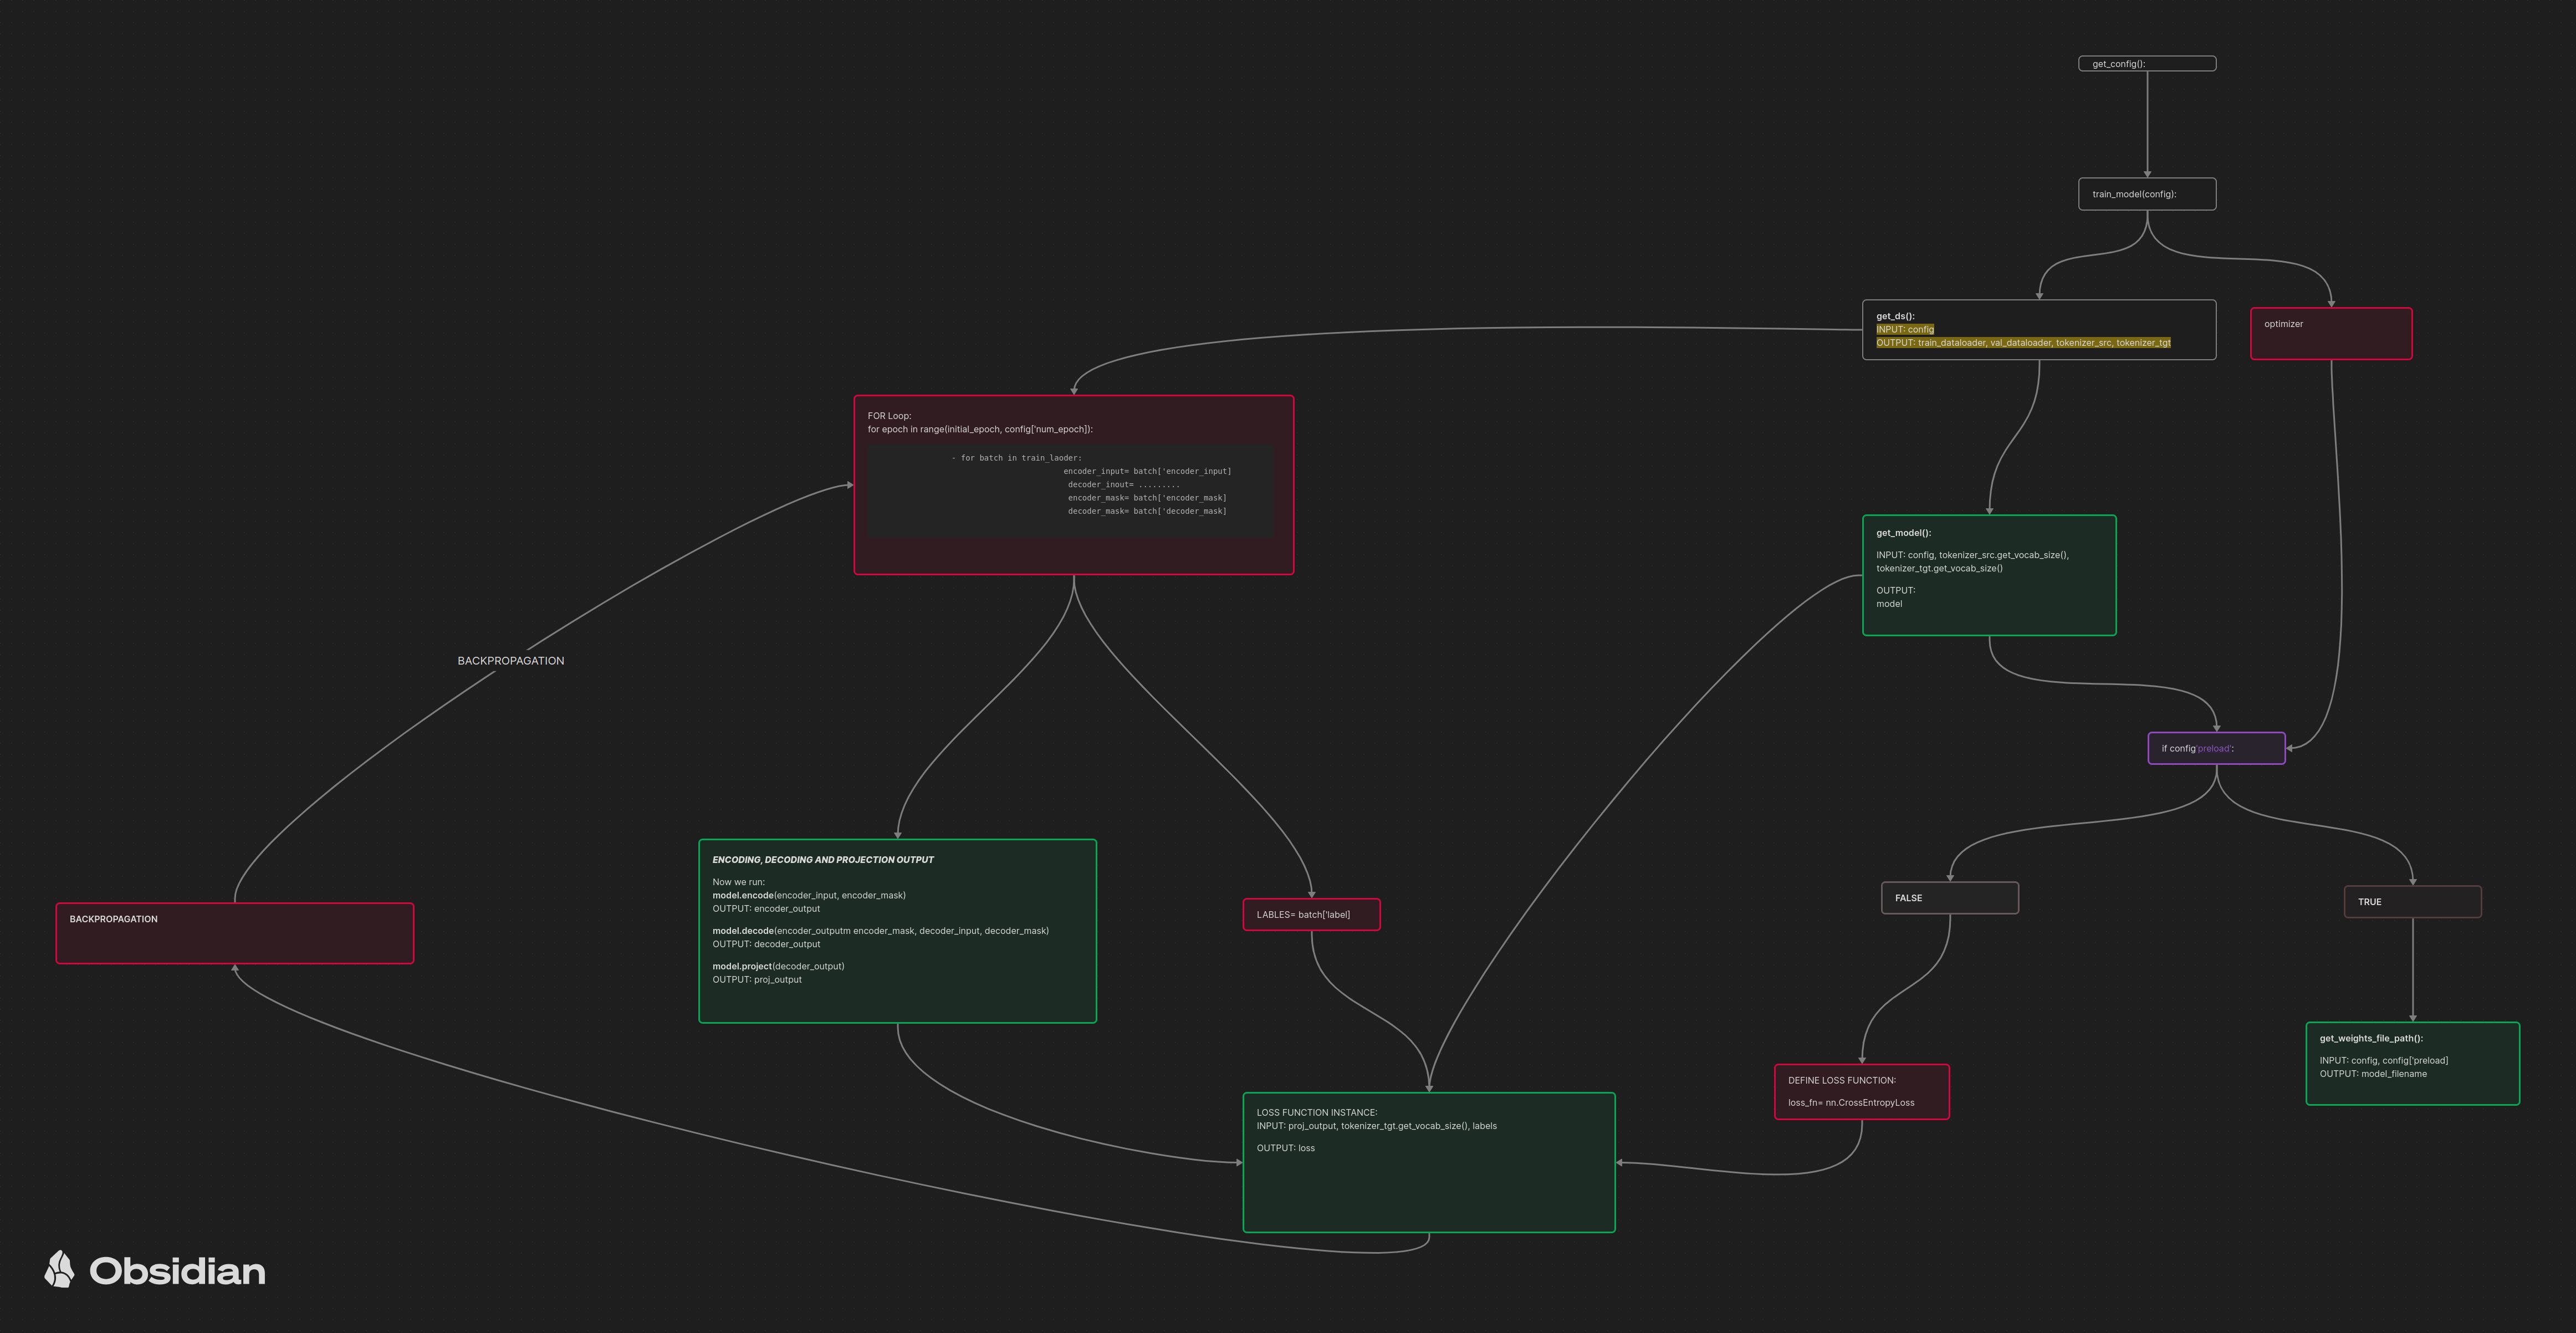 get_config():
train_model(config):
get_ds():
INPUT: config
OUTPUT: train_dataloader, val_dataloader, tokenizer_src, tokenizer_tgt
optimizer
FOR Loop:
for epoch in range(initial_epoch, config['num_epoch]):
- for batch in train_laoder:
encoder_input= batch['encoder_input]
decoder_inout= .........
encoder_mask= batch['encoder_mask]
decoder_mask= batch['decoder_mask]
get_model():
INPUT: config, tokenizer_src.get_vocab_size(),
tokenizer_tgt.get_vocab_size()
OUTPUT:
model
BACKPROPAGATION
if config'preload':
ENCODING, DECODING AND PROJECTION OUTPUT
Now we run:
model.encode(encoder_input, encoder_mask)
OUTPUT: encoder_output
model.decode(encoder_outputm encoder_mask, decoder_input, decoder_mask)
OUTPUT: decoder_output
model.project(decoder_output)
OUTPUT: proj_output
LABLES= batch['label]
FALSE
TRUE
BACKPROPAGATION
get_weights_file_path():
INPUT: config, config['preload]
OUTPUT: model_filename
DEFINE LOSS FUNCTION:
loss_fn= nn.CrossEntropyLoss
LOSS FUNCTION INSTANCE:
INPUT: proj_output, tokenizer_tgt.get_vocab_size(), labels
OUTPUT: loss
Obsidian